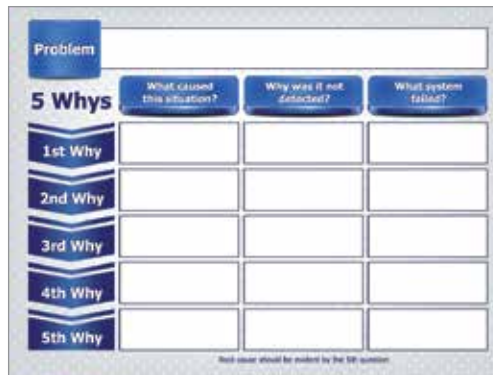 Problem
5 Whys
What caused
this situation?
Why was it not
detected?
What system
failed?
1st Why
2nd Why
3rd Why
4th Why
5th Why
Root cause should be evident by the 5th question